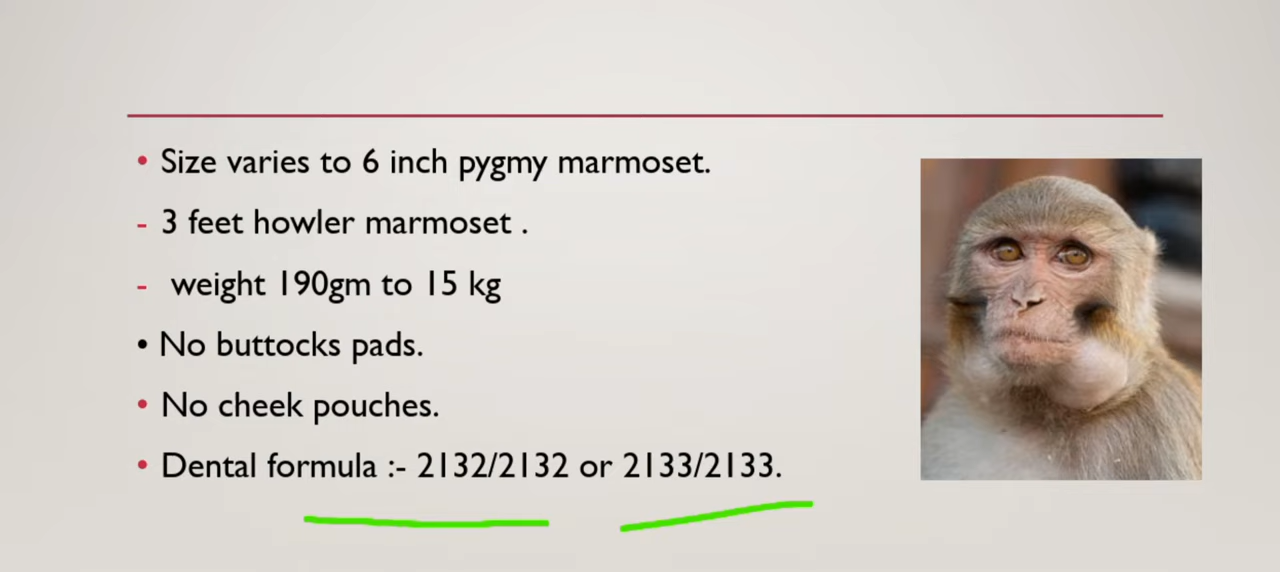 • Size varies to 6 inch pygmy marmoset.
- 3 feet howler marmoset .
- weight 190gm to 15 kg
• No buttocks pads.
• No cheek pouches.
• Dental formula :- 2132/2132 or 2133/2133.